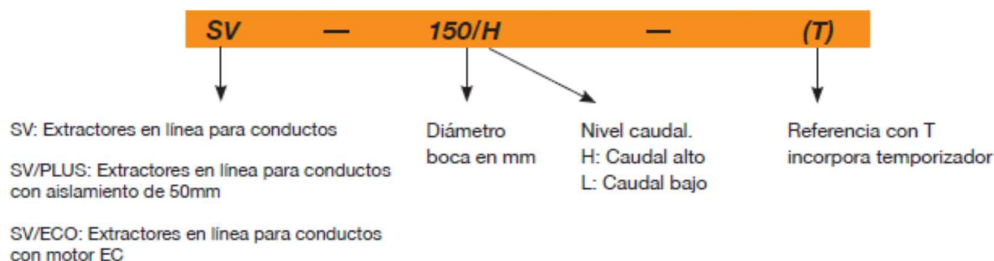 SV — 150/H — (T)
SV: Extractores en línea para conductos
SV/PLUS: Extractores en línea para conductos
con aislamiento de 50mm
SV/ECO: Extractores en línea para conductos
con motor EC
Diámetro
boca en mm
Nivel caudal.
H: Caudal alto
L: Caudal bajo
Referencia con T
incorpora temporizador